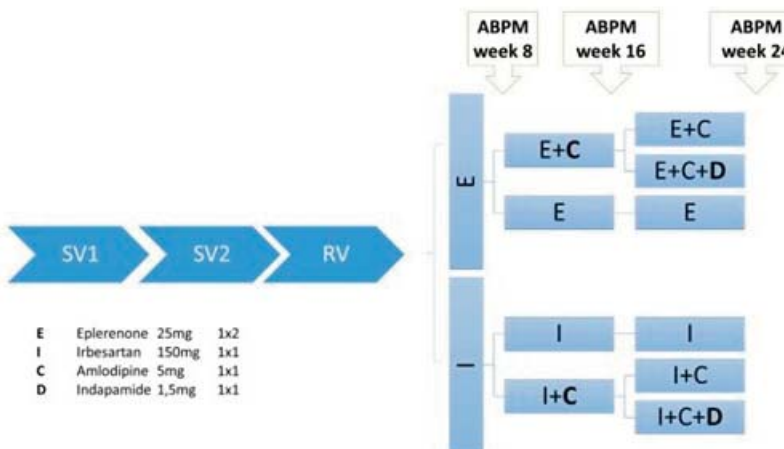 ABPM
week 8
ABPM
week 16
ABPM
week 24
SV1
SV2
RV
E
E+C
E+C
E+C+D
E
E
I
I
I
I+C
I+C
I+C+D
E Eplerenone 25mg 1x2
I Irbesartan 150mg 1x1
C Amlodipine 5mg 1x1
D Indapamide 1,5mg 1x1